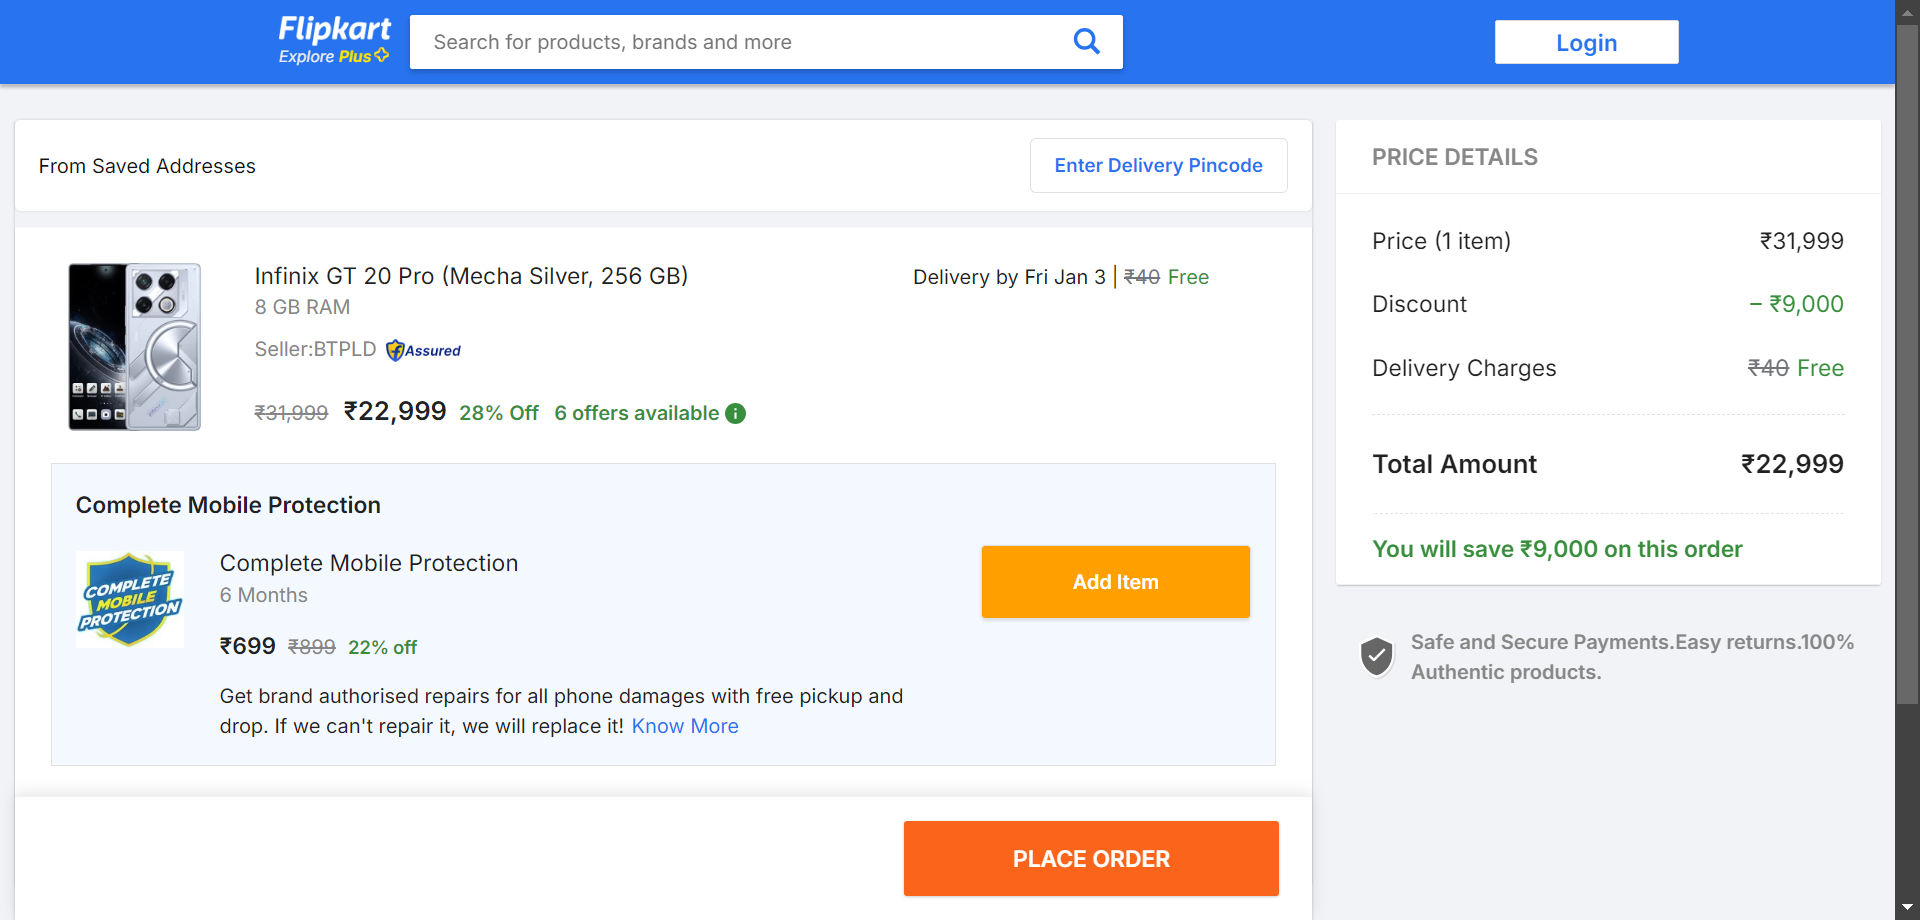 Flipkart
Explore Plus
Search for products, brands and more
Login
From Saved Addresses
Enter Delivery Pincode
Infinix GT 20 Pro (Mecha Silver, 256 GB)
8 GB RAM
Seller:BTPLD Assured
₹31,999 ₹22,999 28% Off 6 offers available
Delivery by Fri Jan 3 | ₹40 Free
Complete Mobile Protection
COMPLETE
MOBILE
PROTECTION
Complete Mobile Protection
6 Months
₹699 ₹899 22% off
Get brand authorised repairs for all phone damages with free pickup and
drop. If we can't repair it, we will replace it! Know More
Add Item
PLACE ORDER
PRICE DETAILS
Price (1 item) ₹31,999
Discount − ₹9,000
Delivery Charges ₹40 Free
Total Amount ₹22,999
You will save ₹9,000 on this order
Safe and Secure Payments.Easy returns.100%
Authentic products.